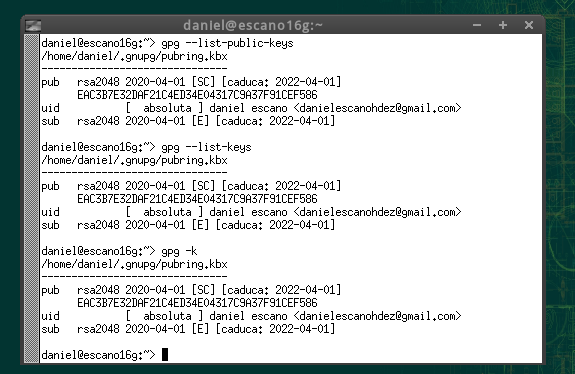 daniel@escano16g:~
daniel@escano16g:~> gpg --list-public-keys
/home/daniel/.gnupg/pubring.kbx
-------------------------------
pub   rsa2048 2020-04-01 [SC] [caduca: 2022-04-01]
      EAC3B7E32DAF21C4ED34E04317C9A37F91CEF586
uid           [  absoluta ] daniel escano <danielescanohdez@gmail.com>
sub   rsa2048 2020-04-01 [E] [caduca: 2022-04-01]
daniel@escano16g:~> gpg --list-keys
/home/daniel/.gnupg/pubring.kbx
-------------------------------
pub   rsa2048 2020-04-01 [SC] [caduca: 2022-04-01]
      EAC3B7E32DAF21C4ED34E04317C9A37F91CEF586
uid           [  absoluta ] daniel escano <danielescanohdez@gmail.com>
sub   rsa2048 2020-04-01 [E] [caduca: 2022-04-01]
daniel@escano16g:~> gpg -k
/home/daniel/.gnupg/pubring.kbx
-------------------------------
pub   rsa2048 2020-04-01 [SC] [caduca: 2022-04-01]
      EAC3B7E32DAF21C4ED34E04317C9A37F91CEF586
uid           [  absoluta ] daniel escano <danielescanohdez@gmail.com>
sub   rsa2048 2020-04-01 [E] [caduca: 2022-04-01]
daniel@escano16g:~>